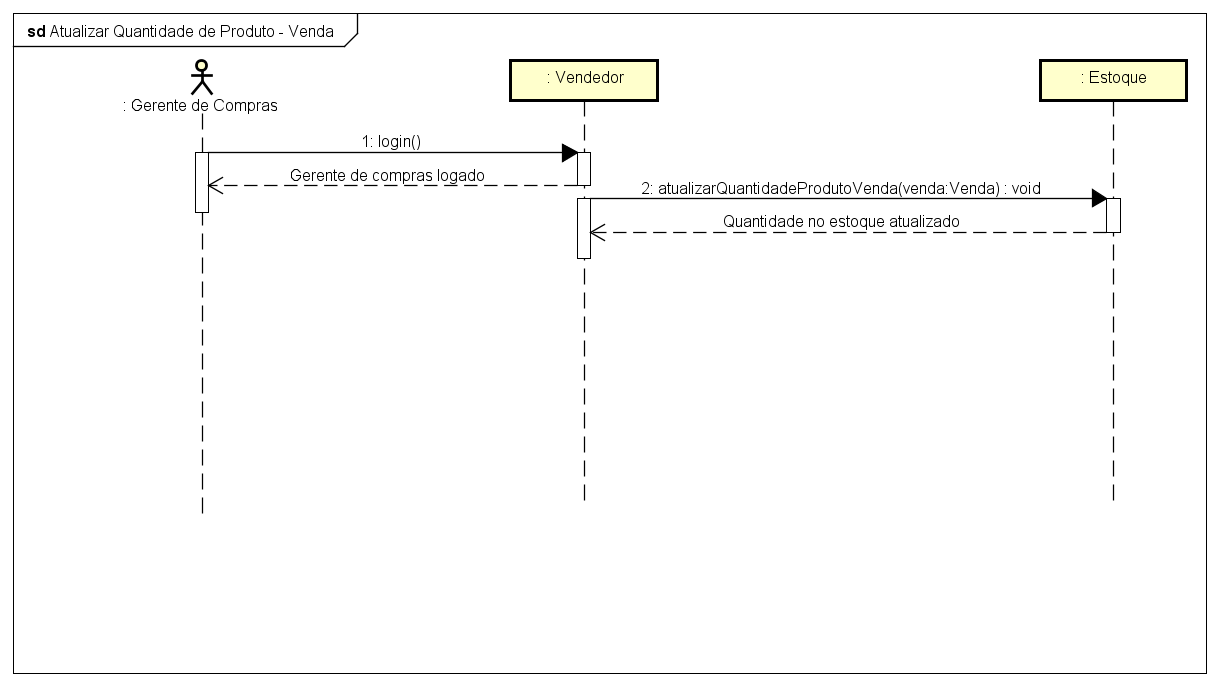 sd Atualizar Quantidade de Produto - Venda
: Gerente de Compras
: Vendedor
: Estoque
1: login()
Gerente de compras logado
2: atualizarQuantidadeProdutoVenda(venda:Venda) : void
Quantidade no estoque atualizado